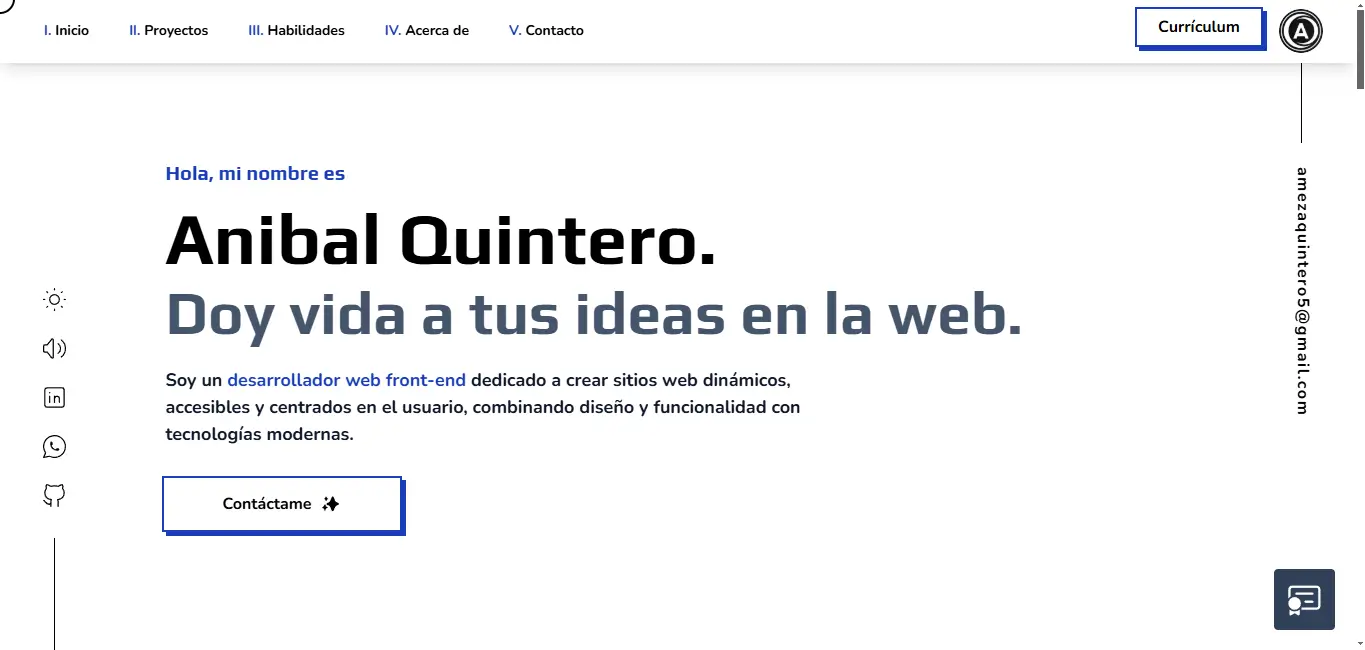 I. Inicio
II. Proyectos
III. Habilidades
IV. Acerca de
V. Contacto
Currículum
A
Hola, mi nombre es
Anibal Quintero.
Doy vida a tus ideas en la web.
Soy un desarrollador web front-end dedicado a crear sitios web dinámicos,
accesibles y centrados en el usuario, combinando diseño y funcionalidad con
tecnologías modernas.
Contáctame
in
amezaquintero5@gmail.com